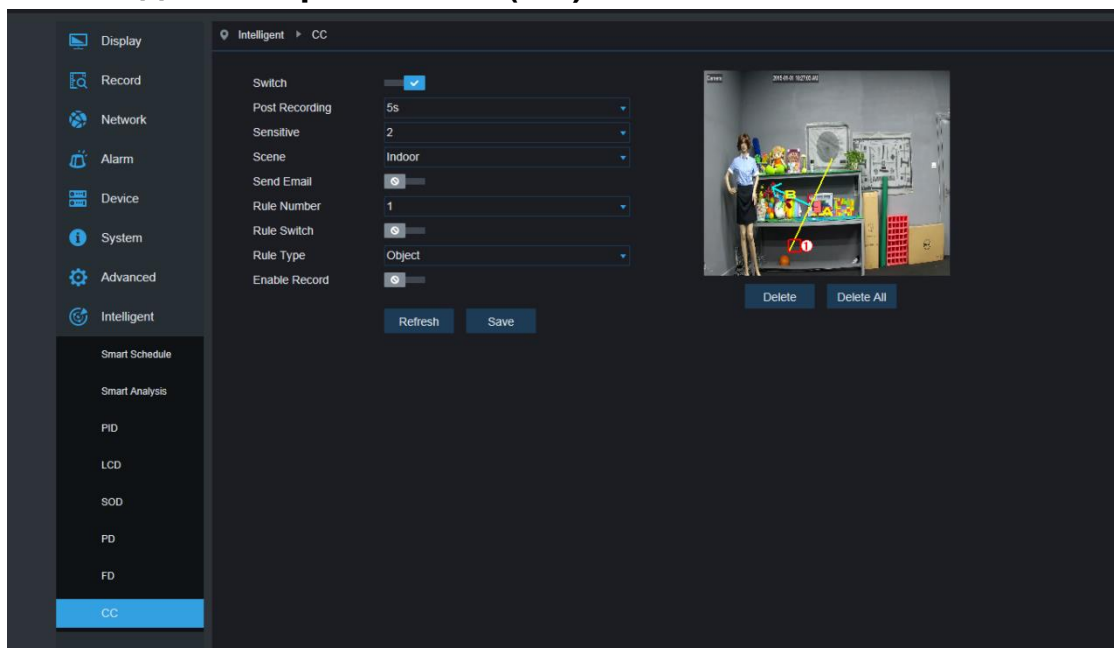 Display
Record
Network
Alarm
Device
System
Advanced
Intelligent
Smart Schedule
Smart Analysis
PID
LCD
SOD
PD
FD
CC
Intelligent CC
Switch
Post Recording 5s
Sensitive 2
Scene Indoor
Send Email
Rule Number 1
Rule Switch
Rule Type Object
Enable Record
Refresh Save
Camera
1
Delete Delete All